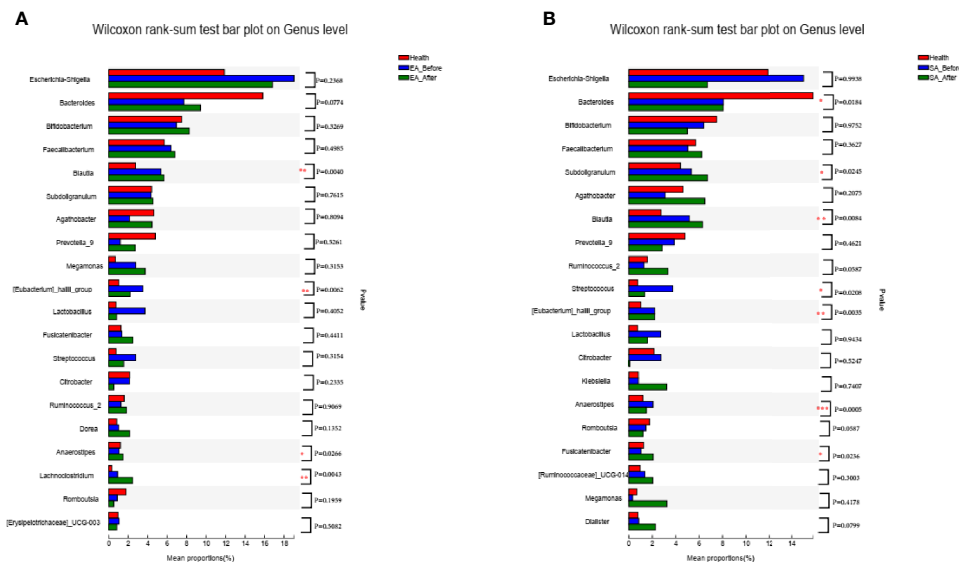 A
Wilcoxon rank-sum test bar plot on Genus level
Health
EA_Before
EA_After
Escherichia-Shigella
P=0.2368
Bacteroides
P=0.0774
Bifidobacterium
P=0.3269
Faecalibacterium
P=0.4985
Blautia
** P=0.0040
Subdoligranulum
P=0.7615
Agathobacter
P=0.8094
Prevotella_9
P=0.3261
Megamonas
P=0.3153
[Eubacterium]_hallii_group
** P=0.0062
Lactobacillus
P=0.4052
Fusicatenibacter
P=0.4411
Streptococcus
P=0.3154
Citrobacter
P=0.2335
Ruminococcus_2
P=0.9069
Dorea
P=0.1352
Anaerostipes
* P=0.0266
Lachnoclostridium
** P=0.0043
Romboutsia
P=0.1959
[Erysipelotrichaceae]_UCG-003
P=0.5082
Pvalue
0 2 4 6 8 10 12 14 16 18
Mean proportions(%)
B
Wilcoxon rank-sum test bar plot on Genus level
Health
SA_Before
SA_After
Escherichia-Shigella
P=0.9938
Bacteroides
* P=0.0184
Bifidobacterium
P=0.9752
Faecalibacterium
P=0.3627
Subdoligranulum
* P=0.0245
Agathobacter
P=0.2075
Blautia
** P=0.0084
Prevotella_9
P=0.4621
Ruminococcus_2
P=0.0587
Streptococcus
* P=0.0208
[Eubacterium]_hallii_group
** P=0.0035
Lactobacillus
P=0.9434
Citrobacter
P=0.5247
Klebsiella
P=0.7407
Anaerostipes
*** P=0.0005
Romboutsia
P=0.0587
Fusicatenibacter
* P=0.0236
[Ruminococcaceae]_UCG-014
P=0.3003
Megamonas
P=0.4178
Dialister
P=0.0799
Pvalue
0 2 4 6 8 10 12 14
Mean proportions(%)